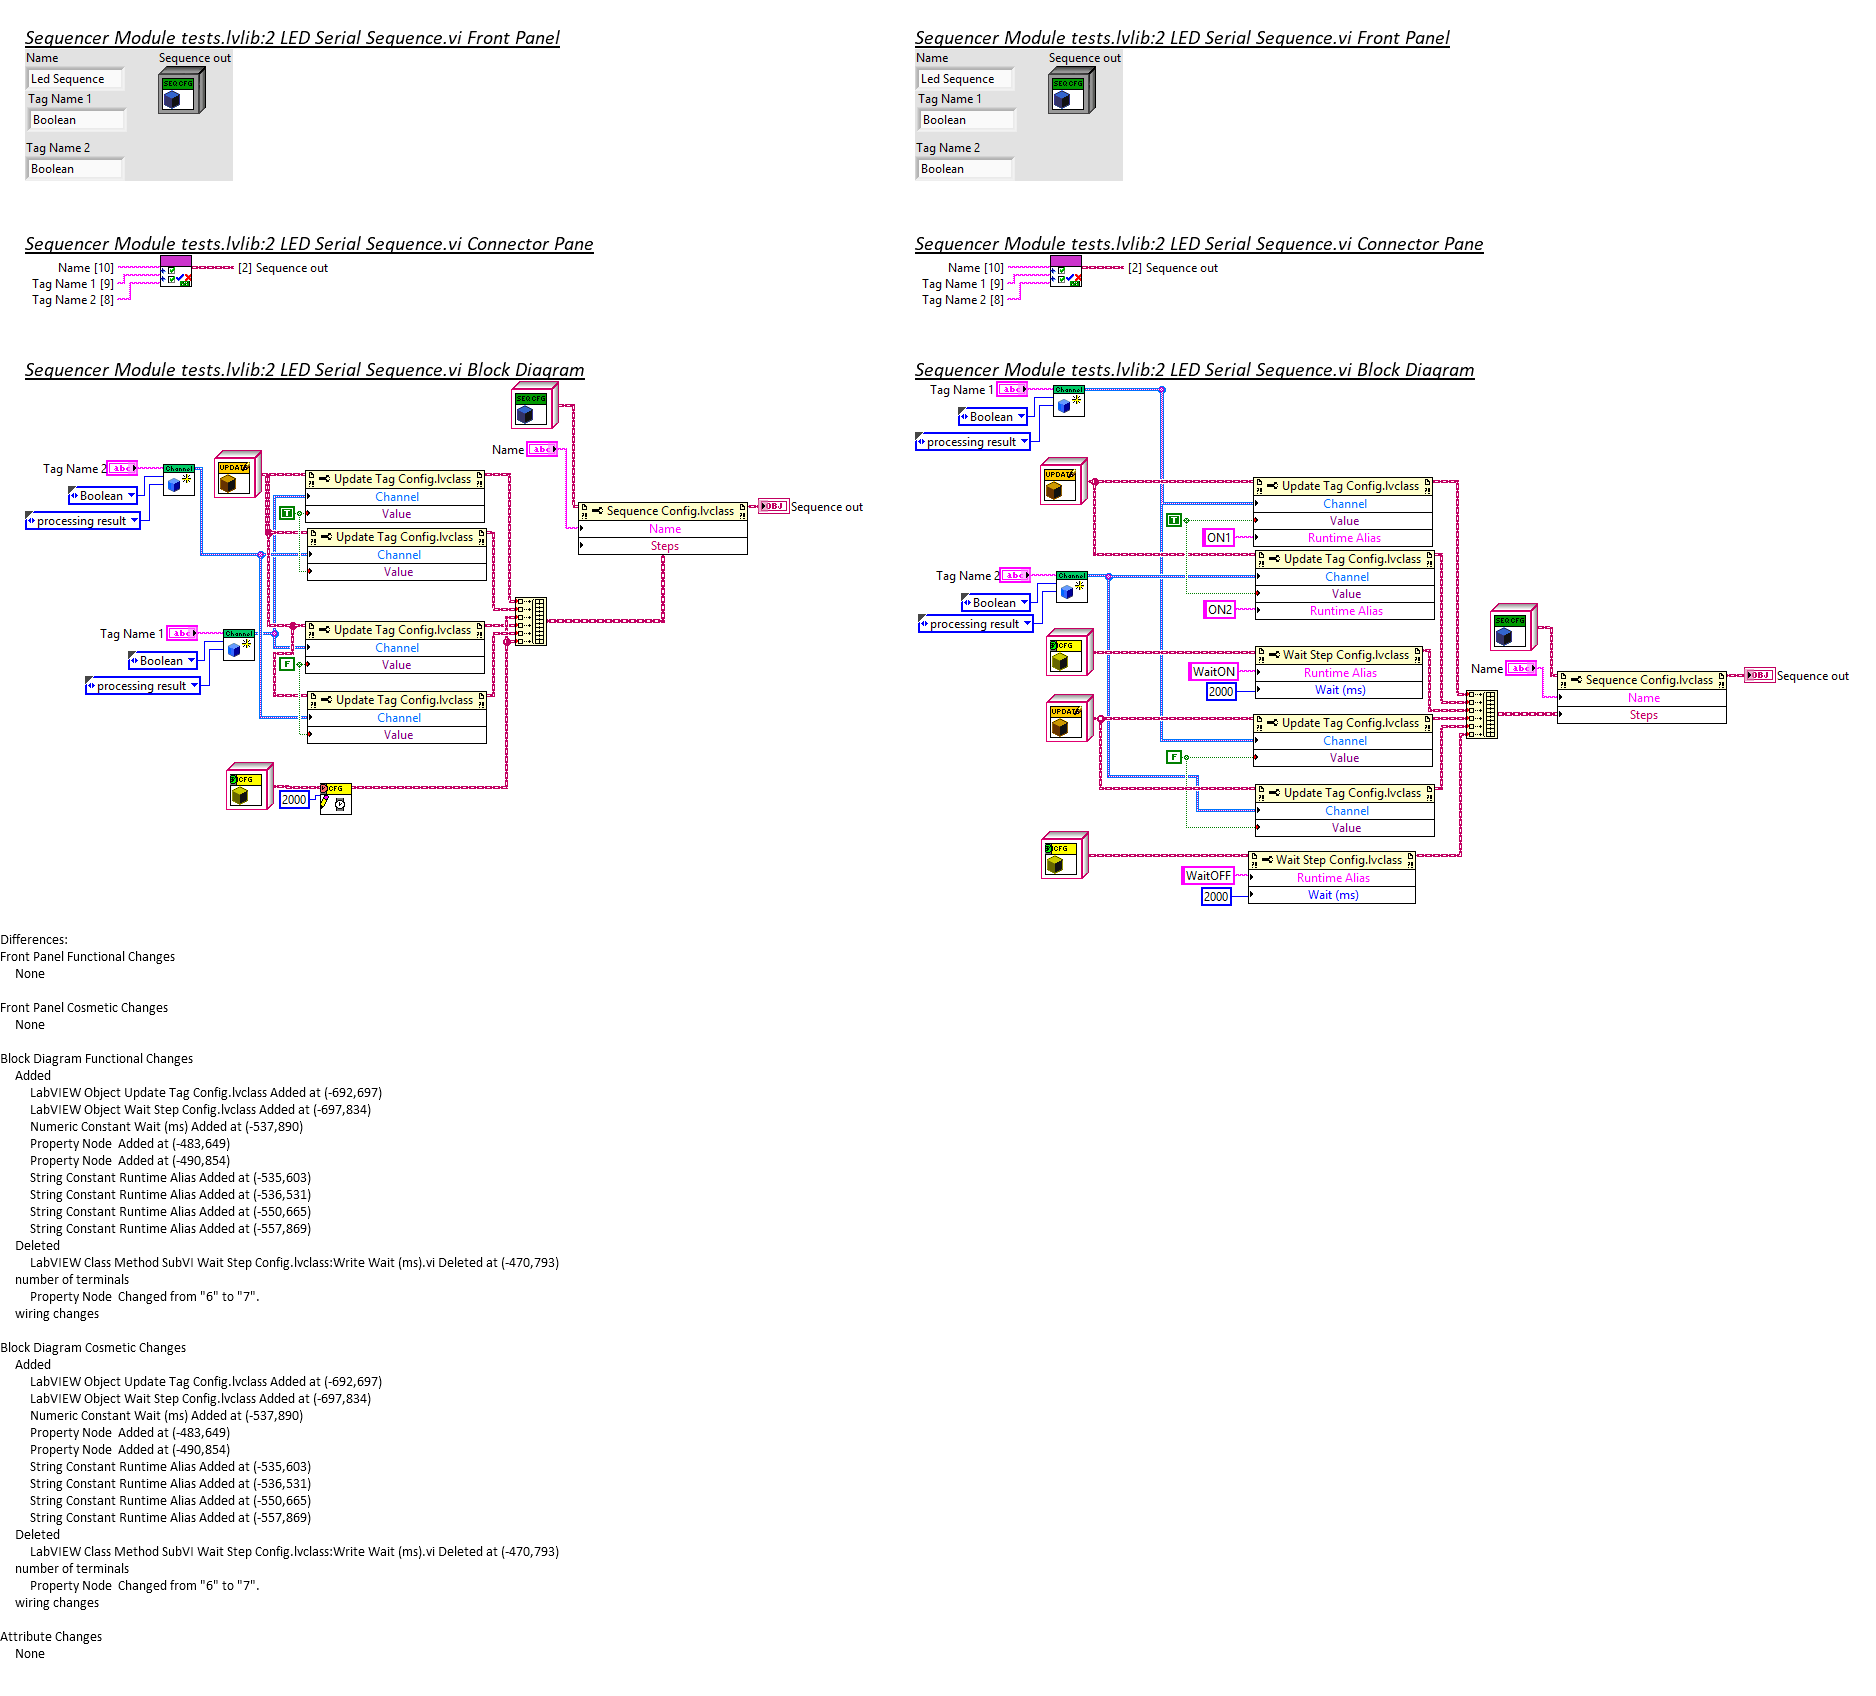 Sequencer Module tests.lvlib:2 LED Serial Sequence.vi Front Panel
Name
Sequence out
Led Sequence
SEQ CFG
Tag Name 1
Boolean
Tag Name 2
Boolean
Sequencer Module tests.lvlib:2 LED Serial Sequence.vi Connector Pane
Name [10]
[2] Sequence out
Tag Name 1 [9]
Tag Name 2 [8]
Sequencer Module tests.lvlib:2 LED Serial Sequence.vi Block Diagram
SEQ CFG
Name
abc
Tag Name 2
abc
Channel
Boolean
processing result
UPDATE
Update Tag Config.lvclass
Channel
T
Value
Update Tag Config.lvclass
Channel
Value
Sequence Config.lvclass
Name
Steps
OBJ
Sequence out
Tag Name 1
abc
Channel
Boolean
processing result
Update Tag Config.lvclass
Channel
F
Value
Update Tag Config.lvclass
Channel
Value
CFG
2000
CFG
Sequencer Module tests.lvlib:2 LED Serial Sequence.vi Front Panel
Name
Sequence out
Led Sequence
SEQ CFG
Tag Name 1
Boolean
Tag Name 2
Boolean
Sequencer Module tests.lvlib:2 LED Serial Sequence.vi Connector Pane
Name [10]
[2] Sequence out
Tag Name 1 [9]
Tag Name 2 [8]
Sequencer Module tests.lvlib:2 LED Serial Sequence.vi Block Diagram
Tag Name 1
abc
Channel
Boolean
processing result
UPDATE
Update Tag Config.lvclass
Channel
T
Value
ON1
Runtime Alias
Update Tag Config.lvclass
Tag Name 2
abc
Channel
Channel
Boolean
Value
ON2
Runtime Alias
processing result
CFG
Wait Step Config.lvclass
WaitON
Runtime Alias
2000
Wait (ms)
UPDATE
Update Tag Config.lvclass
Channel
F
Value
Update Tag Config.lvclass
Channel
Value
CFG
Wait Step Config.lvclass
WaitOFF
Runtime Alias
2000
Wait (ms)
SEQ CFG
Name
abc
Sequence Config.lvclass
Name
Steps
OBJ
Sequence out
Differences:
Front Panel Functional Changes
None
Front Panel Cosmetic Changes
None
Block Diagram Functional Changes
Added
LabVIEW Object Update Tag Config.lvclass Added at (-692,697)
LabVIEW Object Wait Step Config.lvclass Added at (-697,834)
Numeric Constant Wait (ms) Added at (-537,890)
Property Node  Added at (-483,649)
Property Node  Added at (-490,854)
String Constant Runtime Alias Added at (-535,603)
String Constant Runtime Alias Added at (-536,531)
String Constant Runtime Alias Added at (-550,665)
String Constant Runtime Alias Added at (-557,869)
Deleted
LabVIEW Class Method SubVI Wait Step Config.lvclass:Write Wait (ms).vi Deleted at (-470,793)
number of terminals
Property Node  Changed from "6" to "7".
wiring changes
Block Diagram Cosmetic Changes
Added
LabVIEW Object Update Tag Config.lvclass Added at (-692,697)
LabVIEW Object Wait Step Config.lvclass Added at (-697,834)
Numeric Constant Wait (ms) Added at (-537,890)
Property Node  Added at (-483,649)
Property Node  Added at (-490,854)
String Constant Runtime Alias Added at (-535,603)
String Constant Runtime Alias Added at (-536,531)
String Constant Runtime Alias Added at (-550,665)
String Constant Runtime Alias Added at (-557,869)
Deleted
LabVIEW Class Method SubVI Wait Step Config.lvclass:Write Wait (ms).vi Deleted at (-470,793)
number of terminals
Property Node  Changed from "6" to "7".
wiring changes
Attribute Changes
None